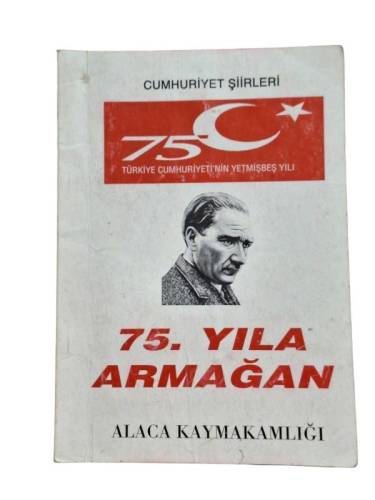 CUMHURİYET ŞİİRLERİ
75
TÜRKİYE CUMHURİYETİ'NİN YETMİŞBEŞ YILI
75. YILA
ARMAĞAN
ALACA KAYMAKAMLIĞI